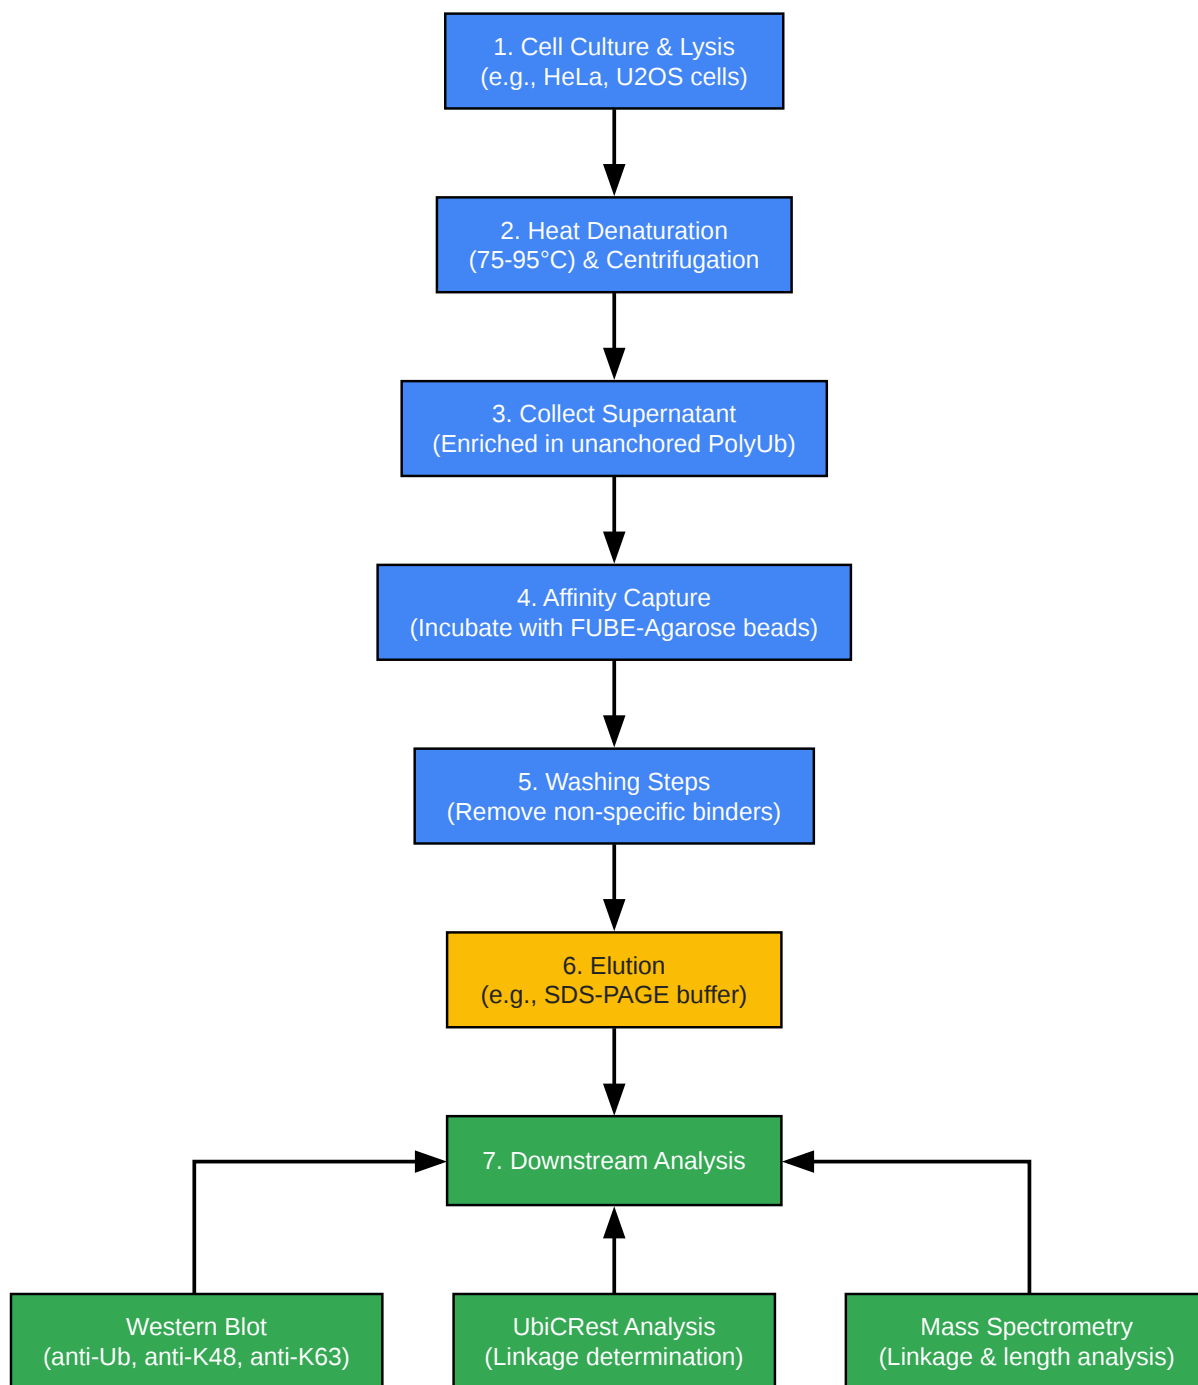 1. Cell Culture & Lysis
(e.g., HeLa, U2OS cells)
2. Heat Denaturation
(75-95°C) & Centrifugation
3. Collect Supernatant
(Enriched in unanchored PolyUb)
4. Affinity Capture
(Incubate with FUBE-Agarose beads)
5. Washing Steps
(Remove non-specific binders)
6. Elution
(e.g., SDS-PAGE buffer)
7. Downstream Analysis
Western Blot
(anti-Ub, anti-K48, anti-K63)
UbiCRest Analysis
(Linkage determination)
Mass Spectrometry
(Linkage & length analysis)